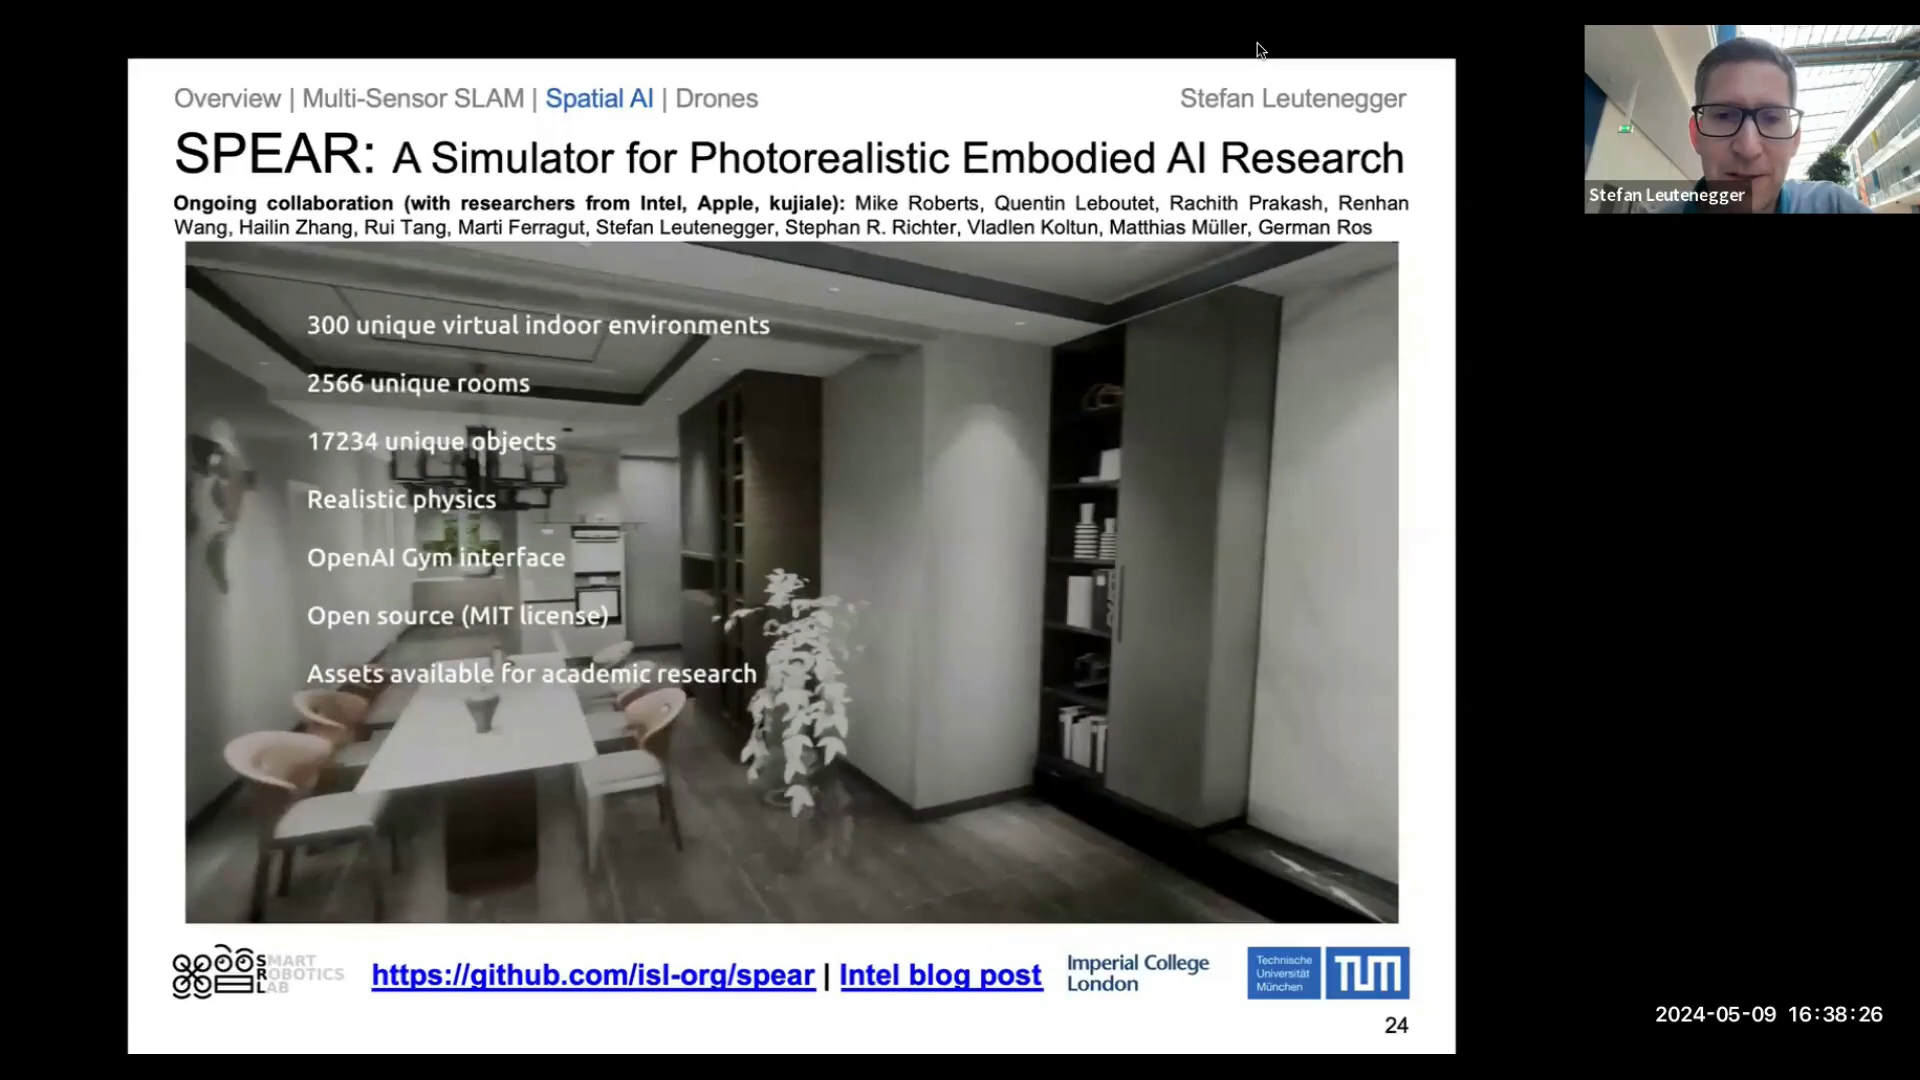 Overview | Multi-Sensor SLAM | Spatial AI | Drones
Stefan Leutenegger
SPEAR: A Simulator for Photorealistic Embodied AI Research
Ongoing collaboration (with researchers from Intel, Apple, kujiale): Mike Roberts, Quentin Leboutet, Rachith Prakash, Renhan
Wang, Hailin Zhang, Rui Tang, Marti Ferragut, Stefan Leutenegger, Stephan R. Richter, Vladlen Koltun, Matthias Müller, German Ros
300 unique virtual indoor environments
2566 unique rooms
17234 unique objects
Realistic physics
OpenAI Gym interface
Open source (MIT license)
Assets available for academic research
SMART
ROBOTICS
LAB
https://github.com/isl-org/spear | Intel blog post
Imperial College
London
Technische
Universität
München
TUM
24
Stefan Leutenegger
2024-05-09 16:38:26